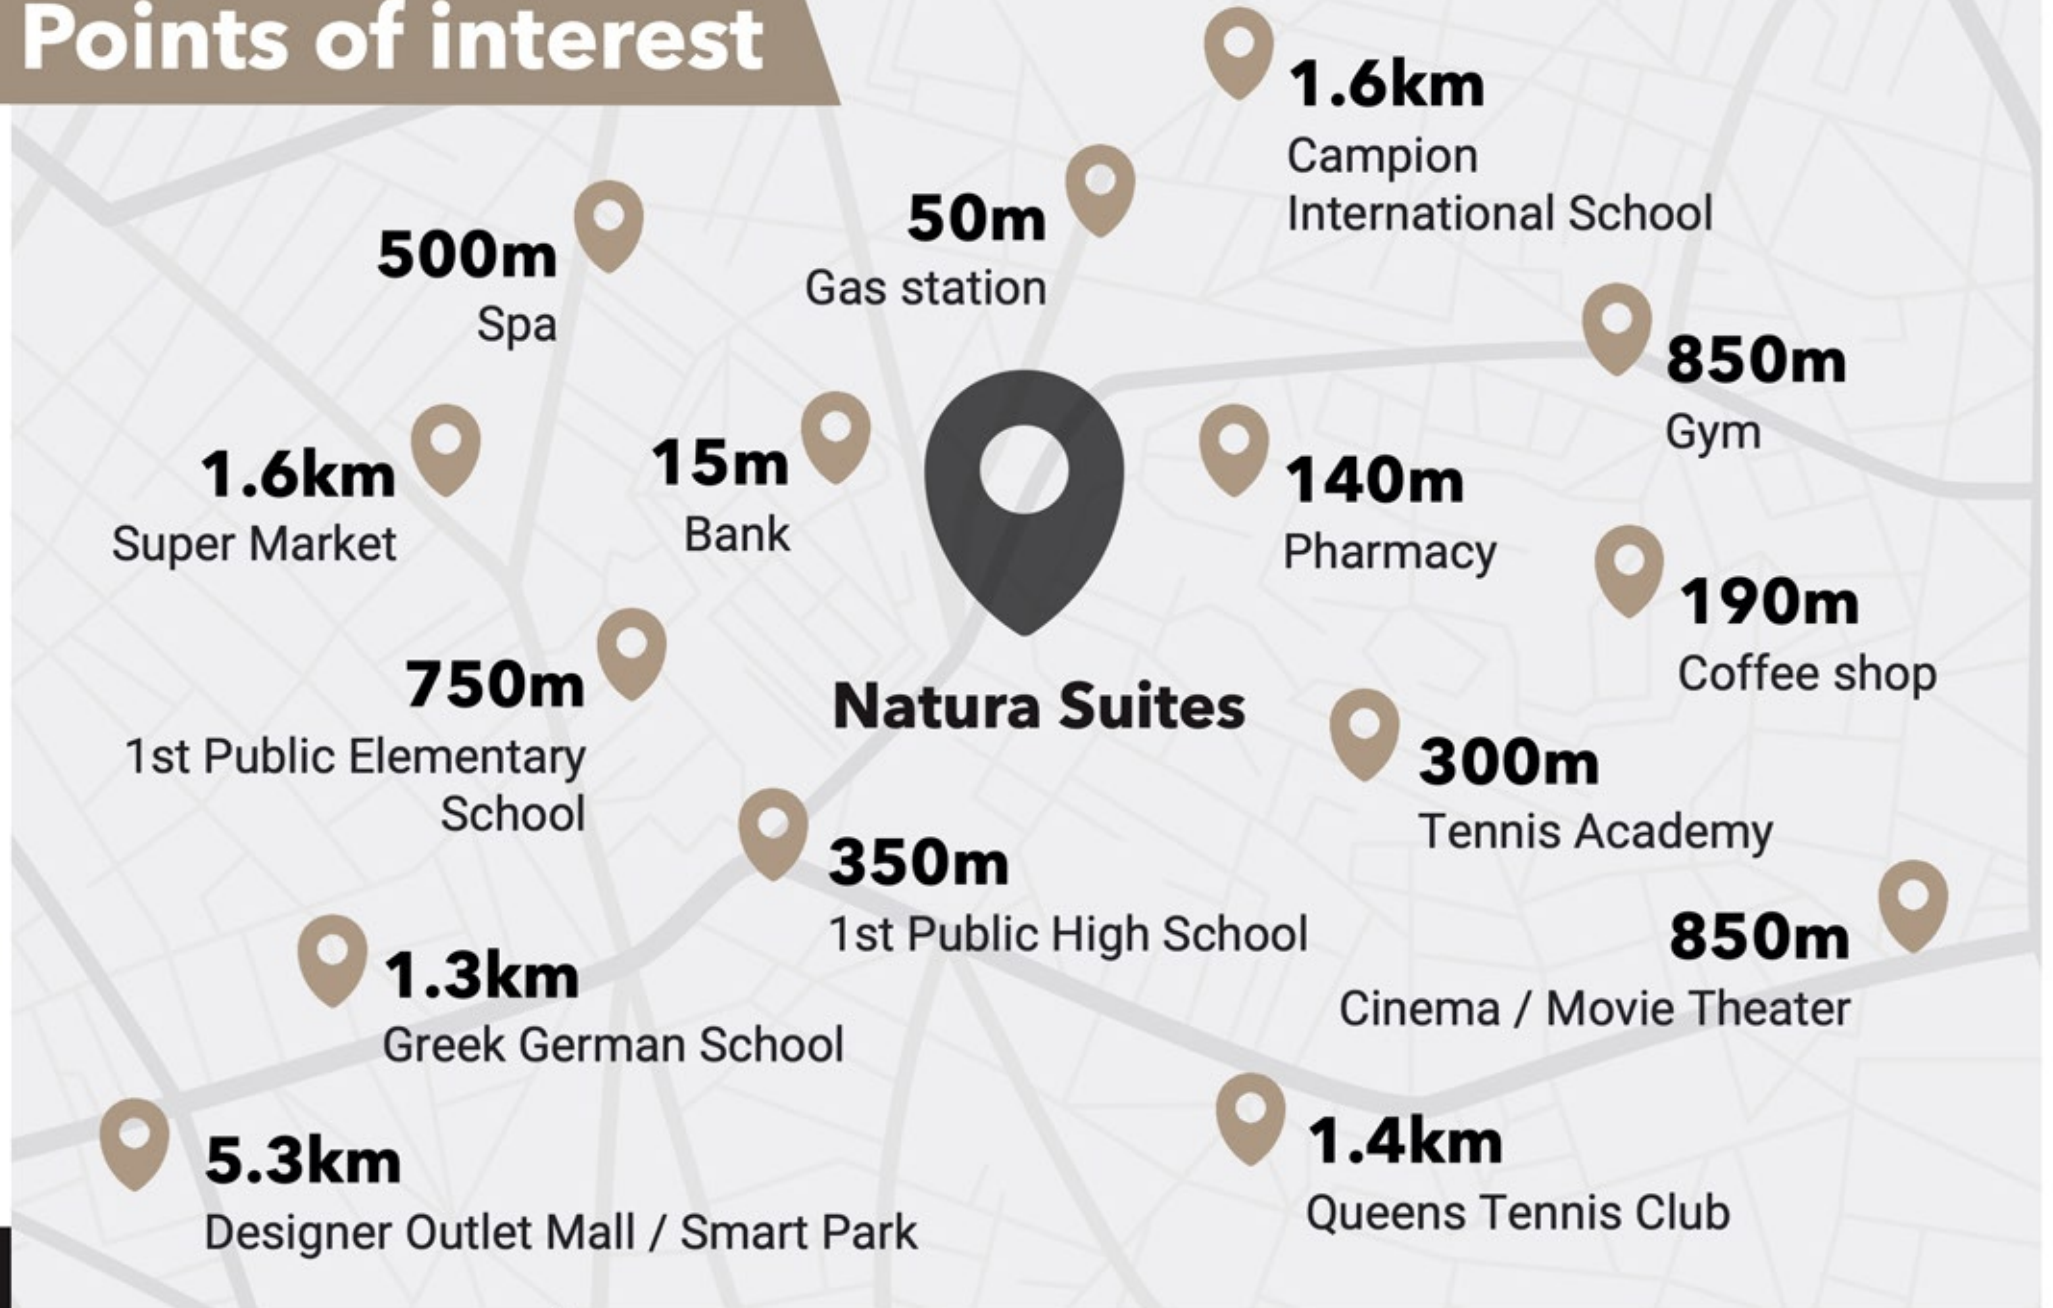 Points of interest
1.6km
Campion
International School
50m
Gas station
500m
Spa
850m
Gym
1.6km
Super Market
15m
Bank
140m
Pharmacy
190m
Coffee shop
Natura Suites
750m
1st Public Elementary
School
300m
Tennis Academy
350m
1st Public High School
850m
Cinema / Movie Theater
1.3km
Greek German School
5.3km
Designer Outlet Mall / Smart Park
1.4km
Queens Tennis Club